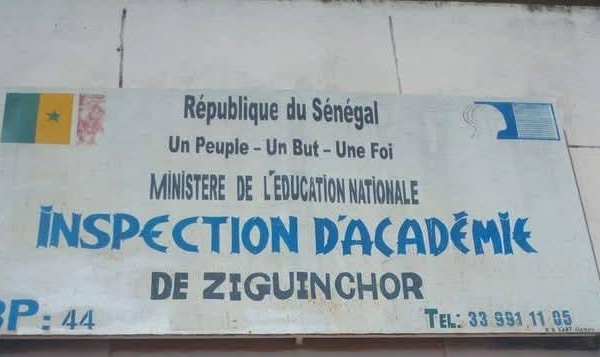 République du Sénégal
Un Peuple - Un But - Une Foi
MINISTERE DE L'EDUCATION NATIONALE
INSPECTION D'ACADÉMIE
DE ZIGUINCHOR
BP: 44 TEL: 33 991 11 05